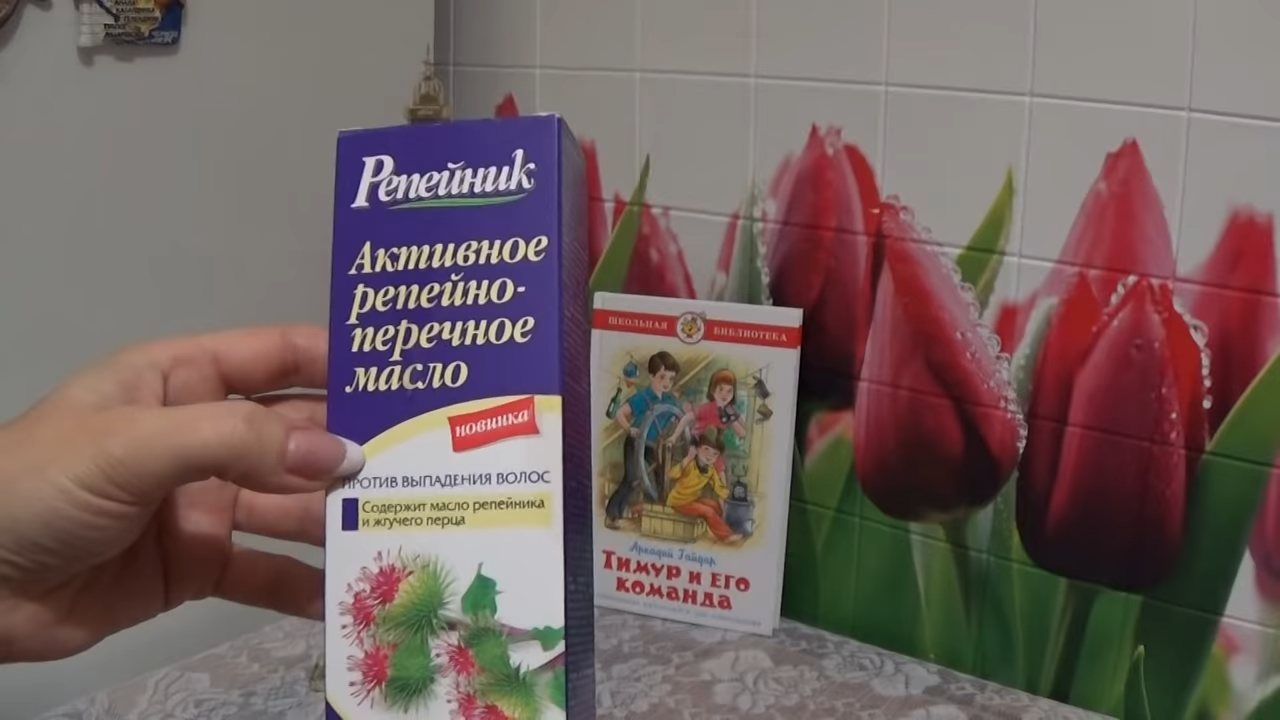 Репейник
Активное
репейно-
перечное
масло
новинка
ПРОТИВ ВЫПАДЕНИЯ ВОЛОС
Содержит масло репейника
и жгучего перца
ШКОЛЬНАЯ БИБЛИОТЕКА
Аркадий Гайдар
Тимур и его
команда